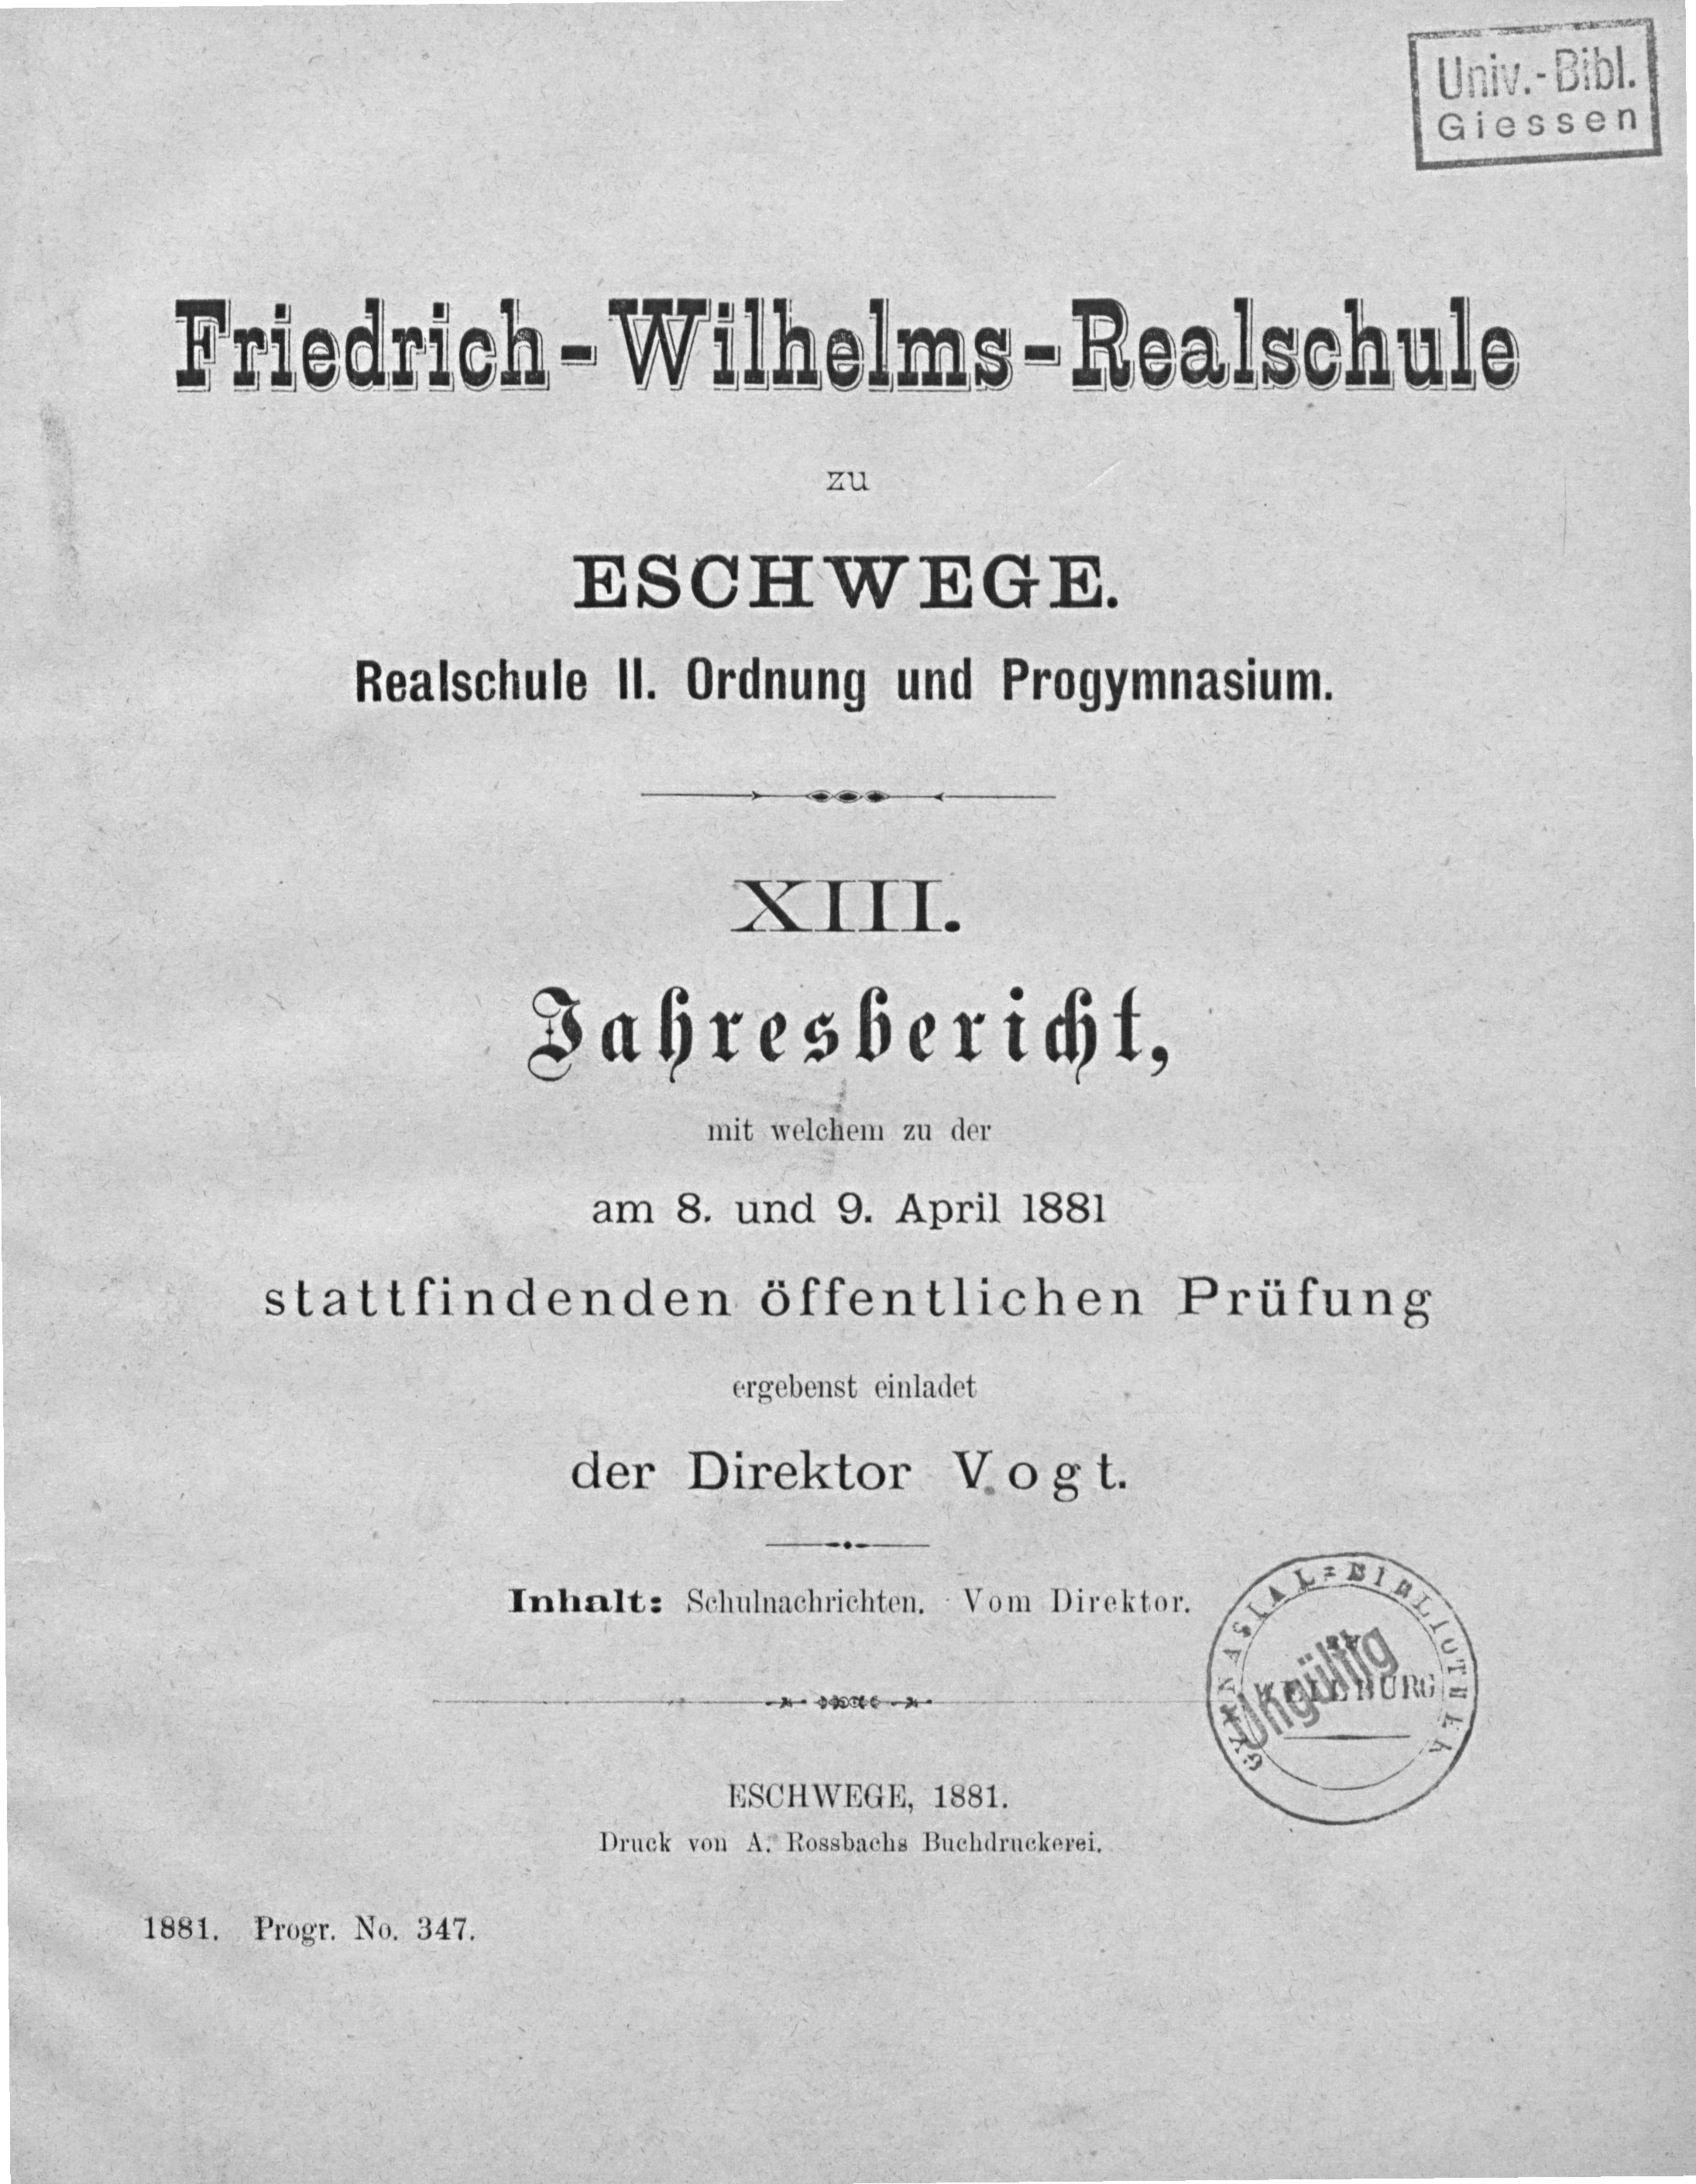 Univ.-Bibl.
Giessen
Friedrich-Wilhelms-Realschule
zu
ESCHWEGE.
Realschule II. Ordnung und Progymnasium.
XIII.
Jahresbericht,
mit welchem zu der
am 8. und 9. April 1881
stattfindenden öffentlichen Prüfung
ergebenst einladet
der Direktor Vogt.
Inhalt: Schulnachrichten. Vom Direktor.
GYMNASIAL=BIBLIOTHEK
Ungültig
ESCHWEGE, 1881.
Druck von A. Rossbachs Buchdruckerei.
1881. Progr. No. 347.